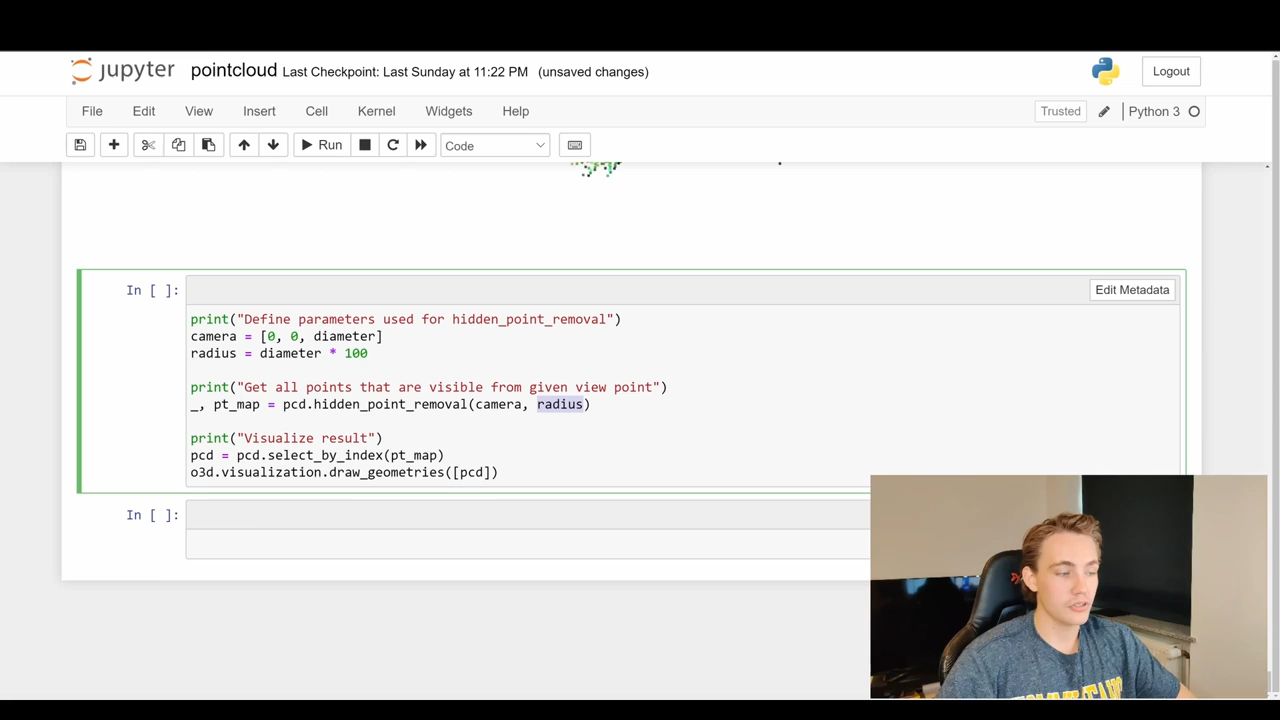 jupyter pointcloud Last Checkpoint: Last Sunday at 11:22 PM (unsaved changes) Logout
File Edit View Insert Cell Kernel Widgets Help Trusted Python 3
Run Code
In [ ]: Edit Metadata
print("Define parameters used for hidden_point_removal")
camera = [0, 0, diameter]
radius = diameter * 100
print("Get all points that are visible from given view point")
_, pt_map = pcd.hidden_point_removal(camera, radius)
print("Visualize result")
pcd = pcd.select_by_index(pt_map)
o3d.visualization.draw_geometries([pcd])
In [ ]: